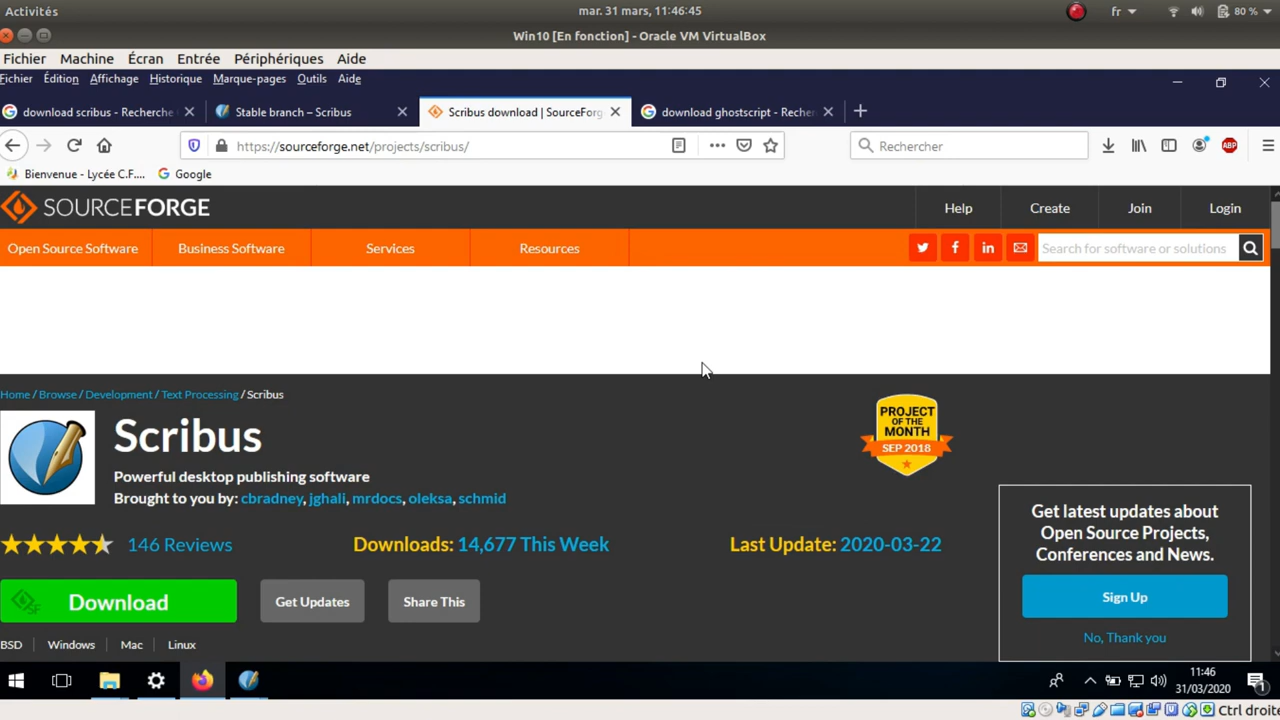 Activités
mar. 31 mars, 11:46:45
fr
80 %
Win10 [En fonction] - Oracle VM VirtualBox
Fichier Machine Écran Entrée Périphériques Aide
Fichier Édition Affichage Historique Marque-pages Outils Aide
download scribus - Recherche
Stable branch – Scribus
Scribus download | SourceForg
download ghostscript - Recher
https://sourceforge.net/projects/scribus/
Rechercher
ABP
Bienvenue - Lycée C.F.... Google
SOURCEFORGE
Help Create Join Login
Open Source Software Business Software Services Resources
Search for software or solutions
Home / Browse / Development / Text Processing / Scribus
Scribus
Powerful desktop publishing software
Brought to you by: cbradney, jghali, mrdocs, oleksa, schmid
PROJECT
OF THE
MONTH
SEP 2018
146 Reviews
Downloads: 14,677 This Week
Last Update: 2020-03-22
SF Download
Get Updates
Share This
BSD Windows Mac Linux
Get latest updates about
Open Source Projects,
Conferences and News.
Sign Up
No, Thank you
11:46
31/03/2020
1
Ctrl droite